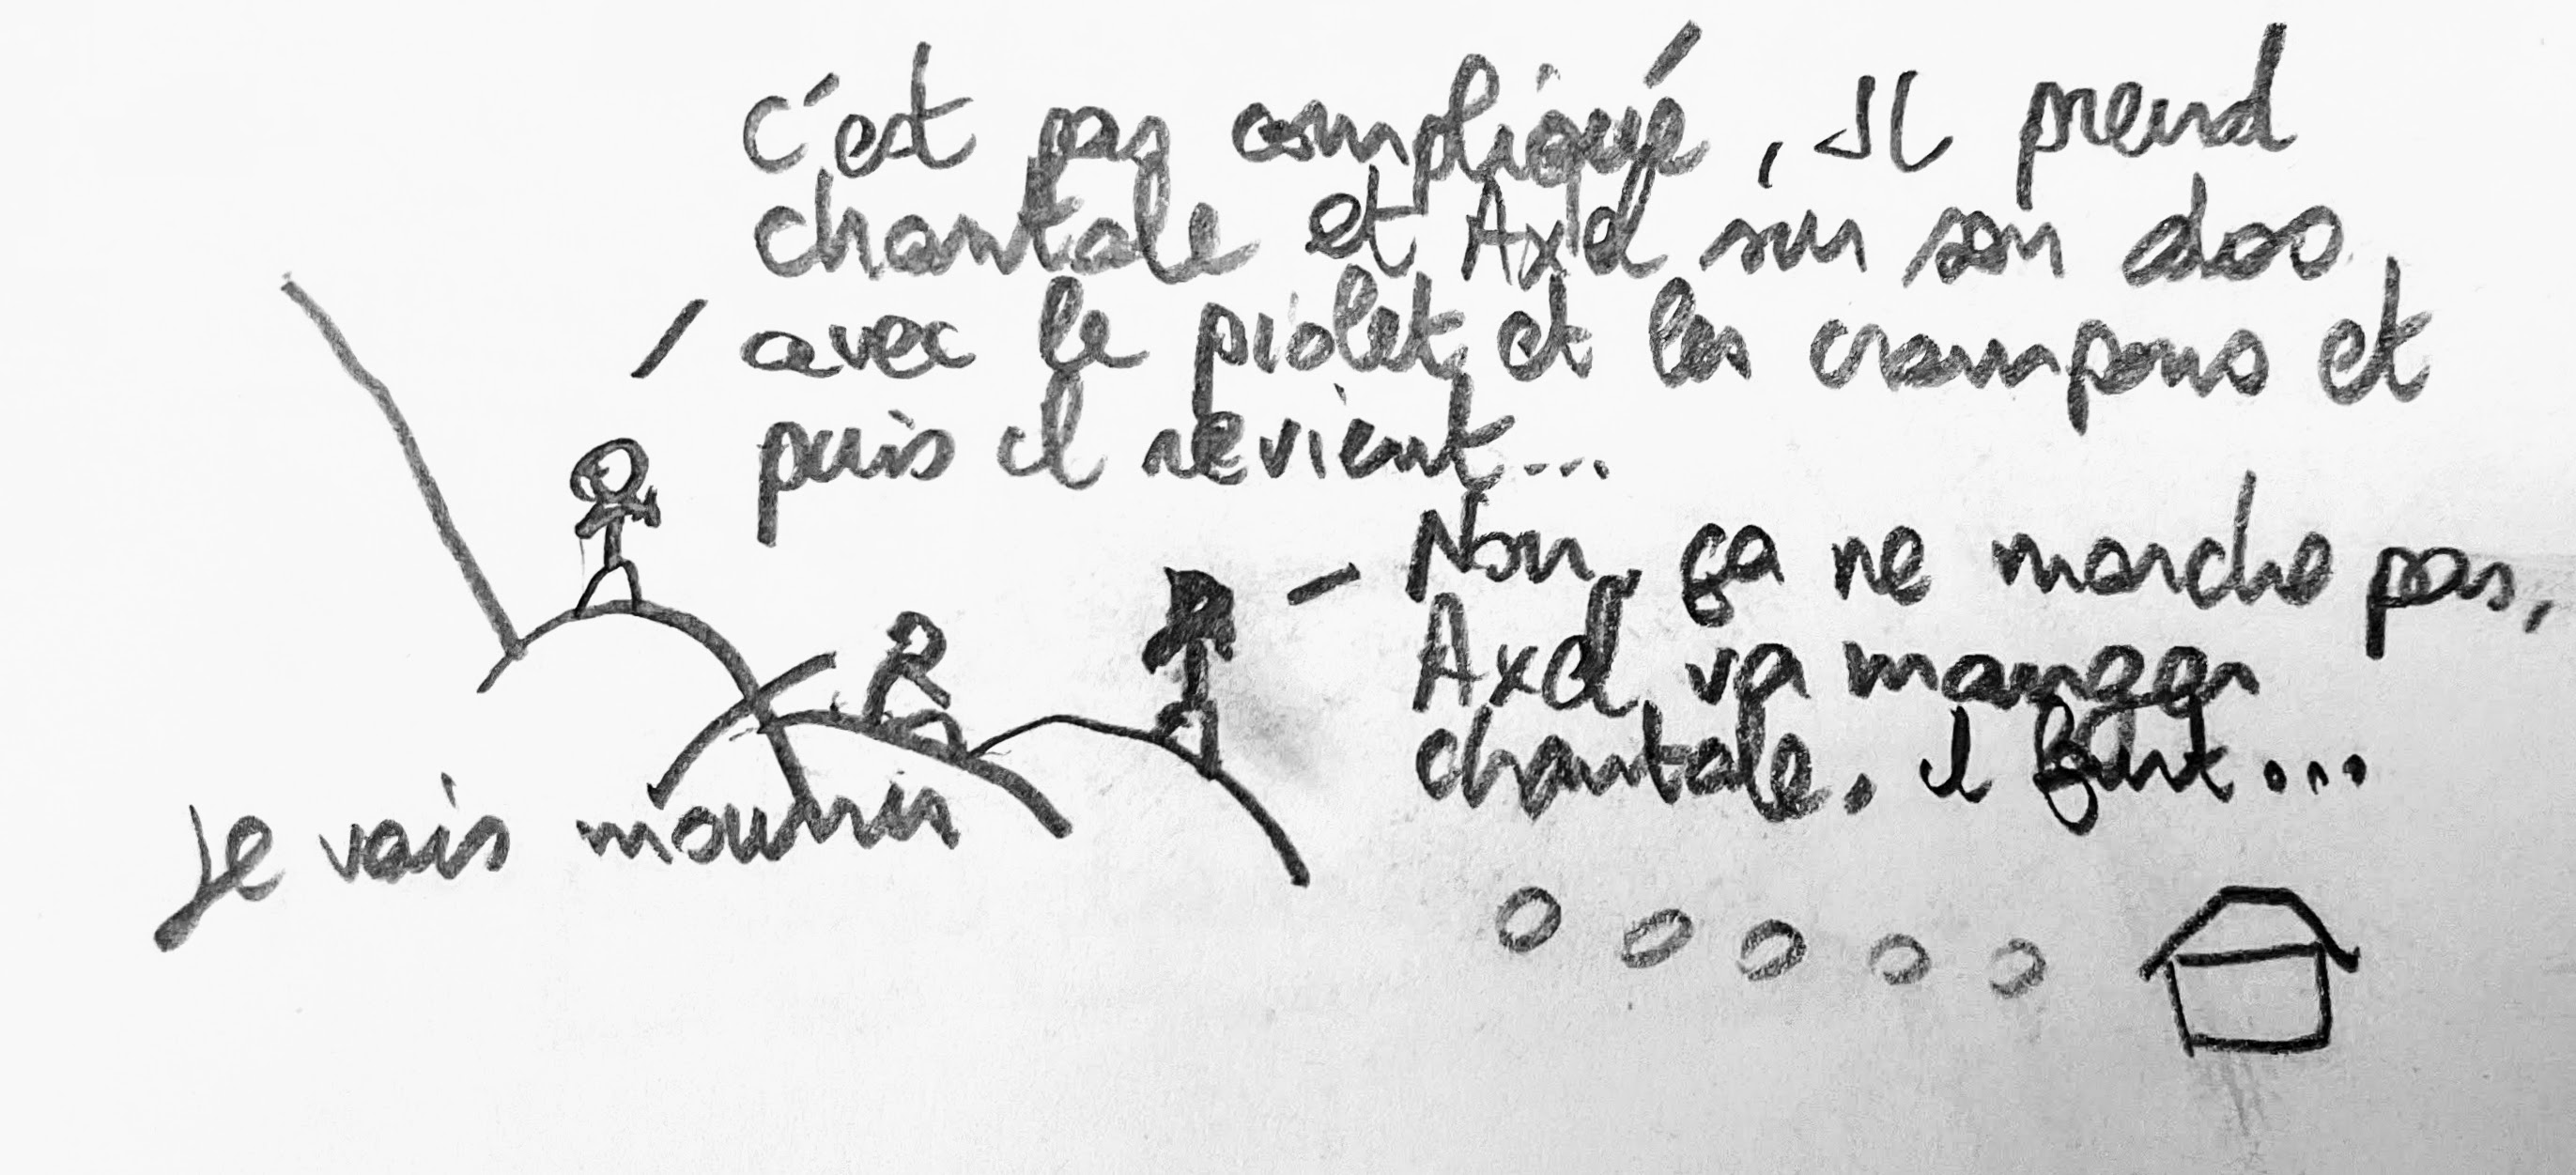 c'est pas compliqué, Il prend
chantale et Axel sur son dos
avec le piolet et les crampons et
puis il revient...
Non, ça ne marche pas,
Axel va manger
chantale, il faut...
Je vais mourrir